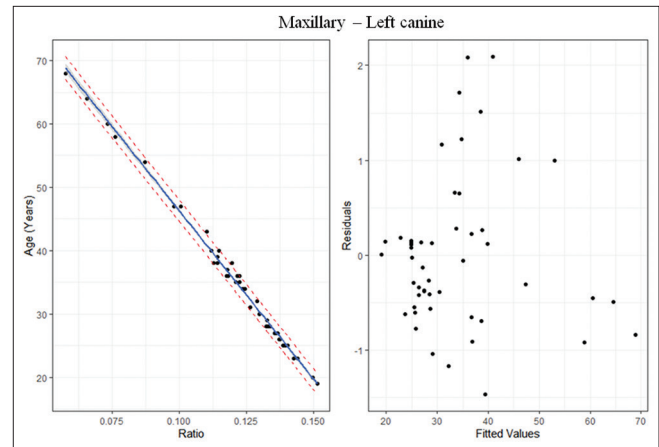 Maxillary – Left canine
70
60
50
40
30
20
Age (Years)
0.075 0.100 0.125 0.150
Ratio
2
1
0
-1
Residuals
20 30 40 50 60 70
Fitted Values